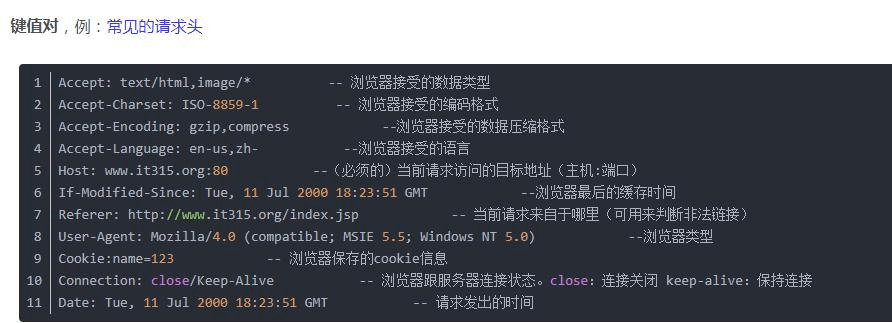 键值对，例：常见的请求头
1 Accept: text/html,image/* -- 浏览器接受的数据类型
2 Accept-Charset: ISO-8859-1 -- 浏览器接受的编码格式
3 Accept-Encoding: gzip,compress --浏览器接受的数据压缩格式
4 Accept-Language: en-us,zh- --浏览器接受的语言
5 Host: www.it315.org:80 --（必须的）当前请求访问的目标地址（主机:端口）
6 If-Modified-Since: Tue, 11 Jul 2000 18:23:51 GMT --浏览器最后的缓存时间
7 Referer: http://www.it315.org/index.jsp -- 当前请求来自于哪里（可用来判断非法链接）
8 User-Agent: Mozilla/4.0 (compatible; MSIE 5.5; Windows NT 5.0) --浏览器类型
9 Cookie:name=123 -- 浏览器保存的cookie信息
10 Connection: close/Keep-Alive -- 浏览器跟服务器连接状态。close：连接关闭 keep-alive：保持连接
11 Date: Tue, 11 Jul 2000 18:23:51 GMT -- 请求发出的时间